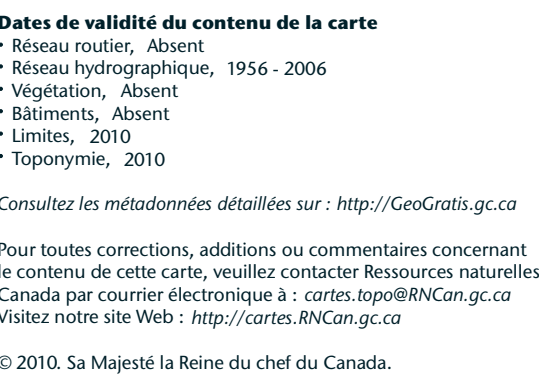 Dates de validité du contenu de la carte
• Réseau routier, Absent
• Réseau hydrographique, 1956 - 2006
• Végétation, Absent
• Bâtiments, Absent
• Limites, 2010
• Toponymie, 2010
Consultez les métadonnées détaillées sur : http://GeoGratis.gc.ca
Pour toutes corrections, additions ou commentaires concernant
le contenu de cette carte, veuillez contacter Ressources naturelles
Canada par courrier électronique à : cartes.topo@RNCan.gc.ca
Visitez notre site Web : http://cartes.RNCan.gc.ca
© 2010. Sa Majesté la Reine du chef du Canada.